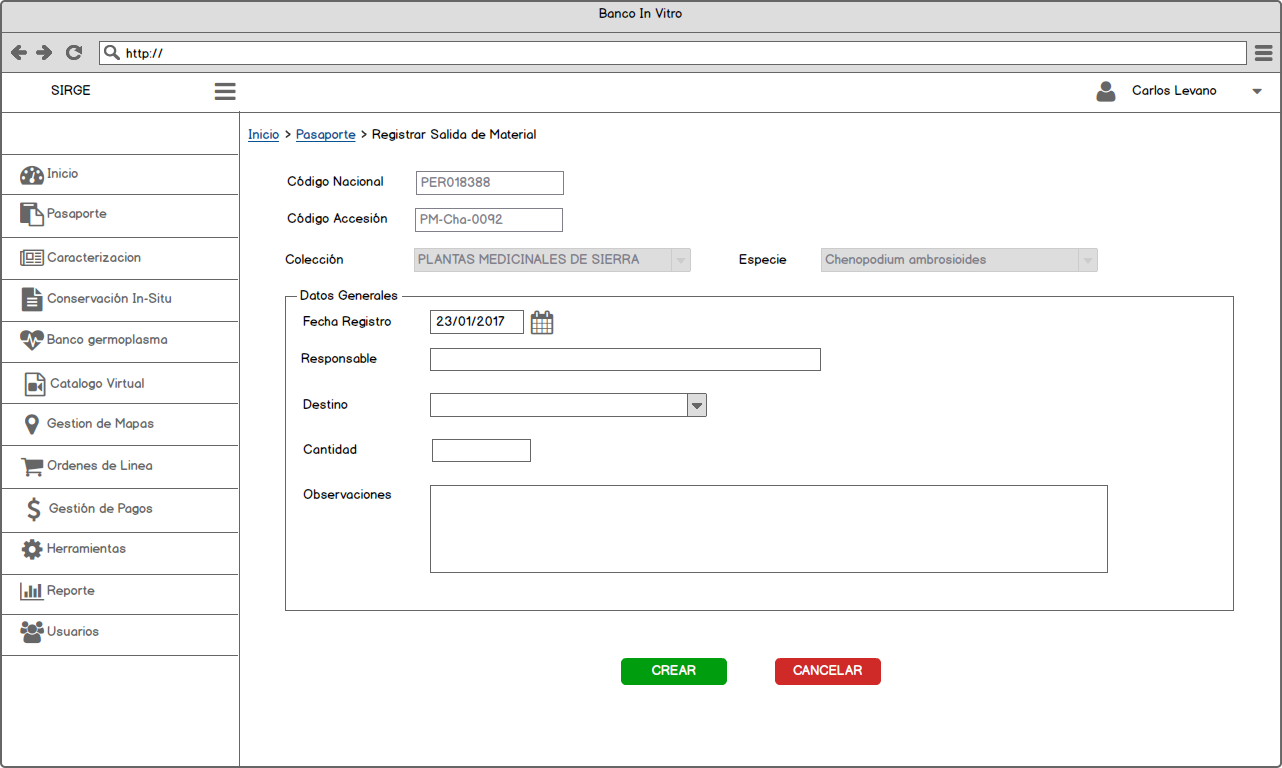 Banco In Vitro
http://
SIRGE
Carlos Levano
Inicio > Pasaporte > Registrar Salida de Material
Inicio
Pasaporte
Caracterizacion
Conservación In-Situ
Banco germoplasma
Catalogo Virtual
Gestion de Mapas
Ordenes de Linea
Gestión de Pagos
Herramientas
Reporte
Usuarios
Código Nacional PER018388
Código Accesión PM-Cha-0092
Colección PLANTAS MEDICINALES DE SIERRA Especie Chenopodium ambrosioides
Datos Generales
Fecha Registro 23/01/2017
Responsable
Destino
Cantidad
Observaciones
CREAR CANCELAR